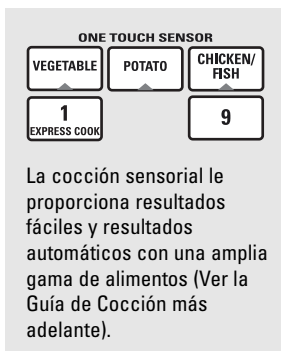 ONE TOUCH SENSOR
VEGETABLE POTATO CHICKEN/
FISH
1 9
EXPRESS COOK
La cocción sensorial le
proporciona resultados
fáciles y resultados
automáticos con una amplia
gama de alimentos (Ver la
Guía de Cocción más
adelante).